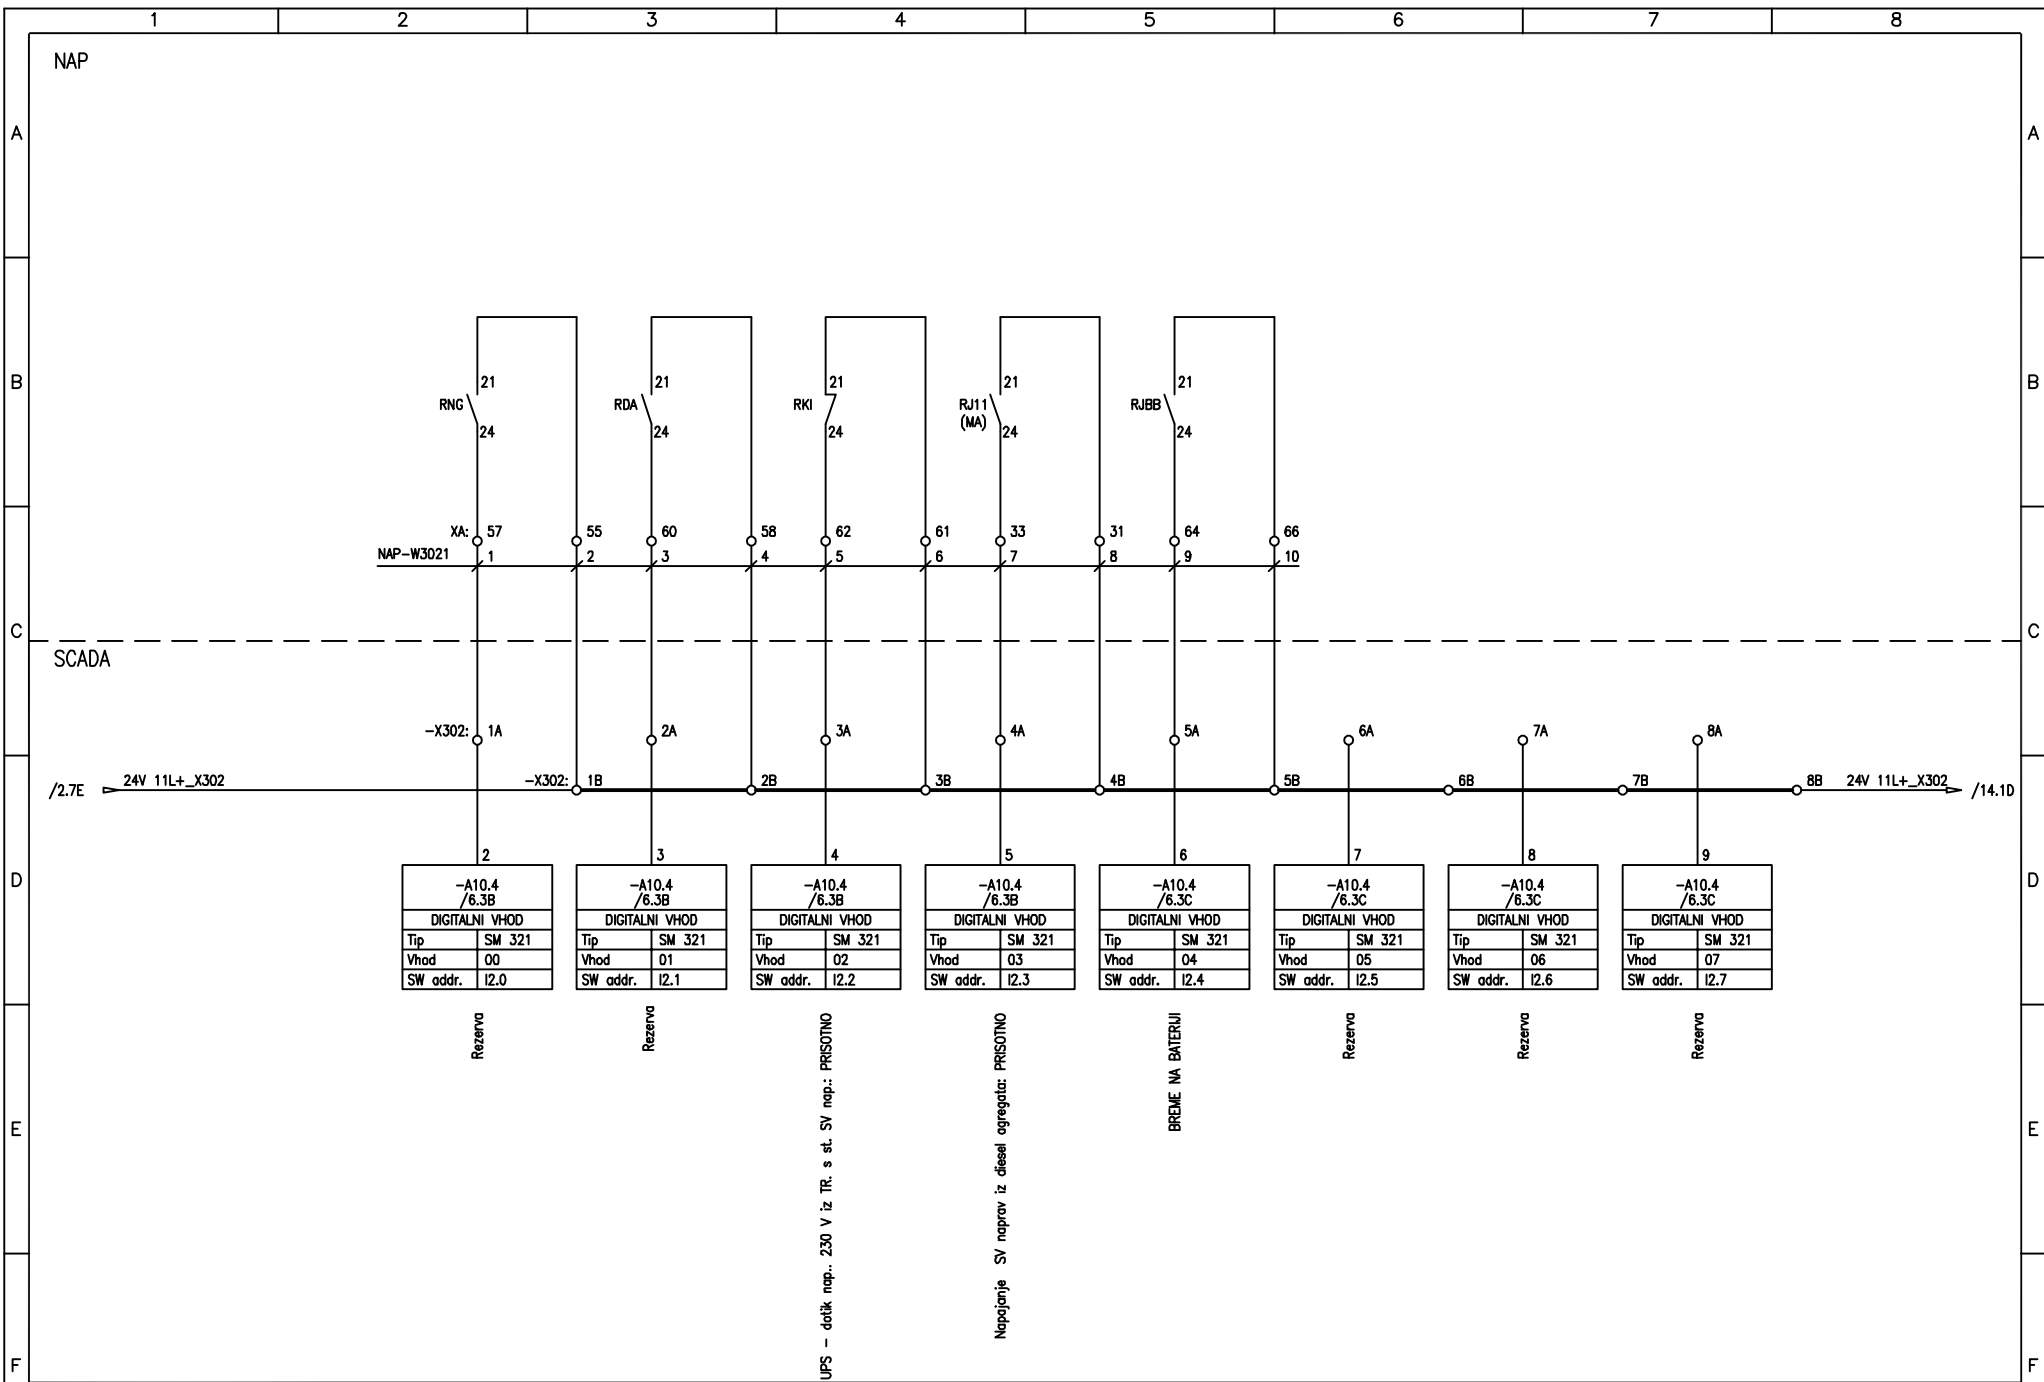 1 2 3 4 5 6 7 8
NAP
A A
B B
21 21 21 21 21
RNG RDA RKI RJ11 RJBB
(MA)
24 24 24 24 24
XA: 57 55 60 58 62 61 33 31 64 66
NAP-W3021 1 2 3 4 5 6 7 8 9 10
C C
SCADA
-X302: 1A 2A 3A 4A 5A 6A 7A 8A
/2.7E 24V 11L+_X302 -X302: 1B 2B 3B 4B 5B 6B 7B 8B 24V 11L+_X302 /14.1D
2 3 4 5 6 7 8 9
D D
-A10.4 -A10.4 -A10.4 -A10.4 -A10.4 -A10.4 -A10.4 -A10.4
/6.3B /6.3B /6.3B /6.3B /6.3C /6.3C /6.3C /6.3C
DIGITALNI VHOD DIGITALNI VHOD DIGITALNI VHOD DIGITALNI VHOD DIGITALNI VHOD DIGITALNI VHOD DIGITALNI VHOD DIGITALNI VHOD
Tip SM 321 Tip SM 321 Tip SM 321 Tip SM 321 Tip SM 321 Tip SM 321 Tip SM 321 Tip SM 321
Vhod 00 Vhod 01 Vhod 02 Vhod 03 Vhod 04 Vhod 05 Vhod 06 Vhod 07
SW addr. I2.0 SW addr. I2.1 SW addr. I2.2 SW addr. I2.3 SW addr. I2.4 SW addr. I2.5 SW addr. I2.6 SW addr. I2.7
Rezerva
Rezerva
UPS - dotik nap.. 230 V iz TR. s st. SV nap.: PRISOTNO
Napajanje SV naprav iz diesel agregata: PRISOTNO
BREME NA BATERIJI
Rezerva
Rezerva
Rezerva
E E
F F